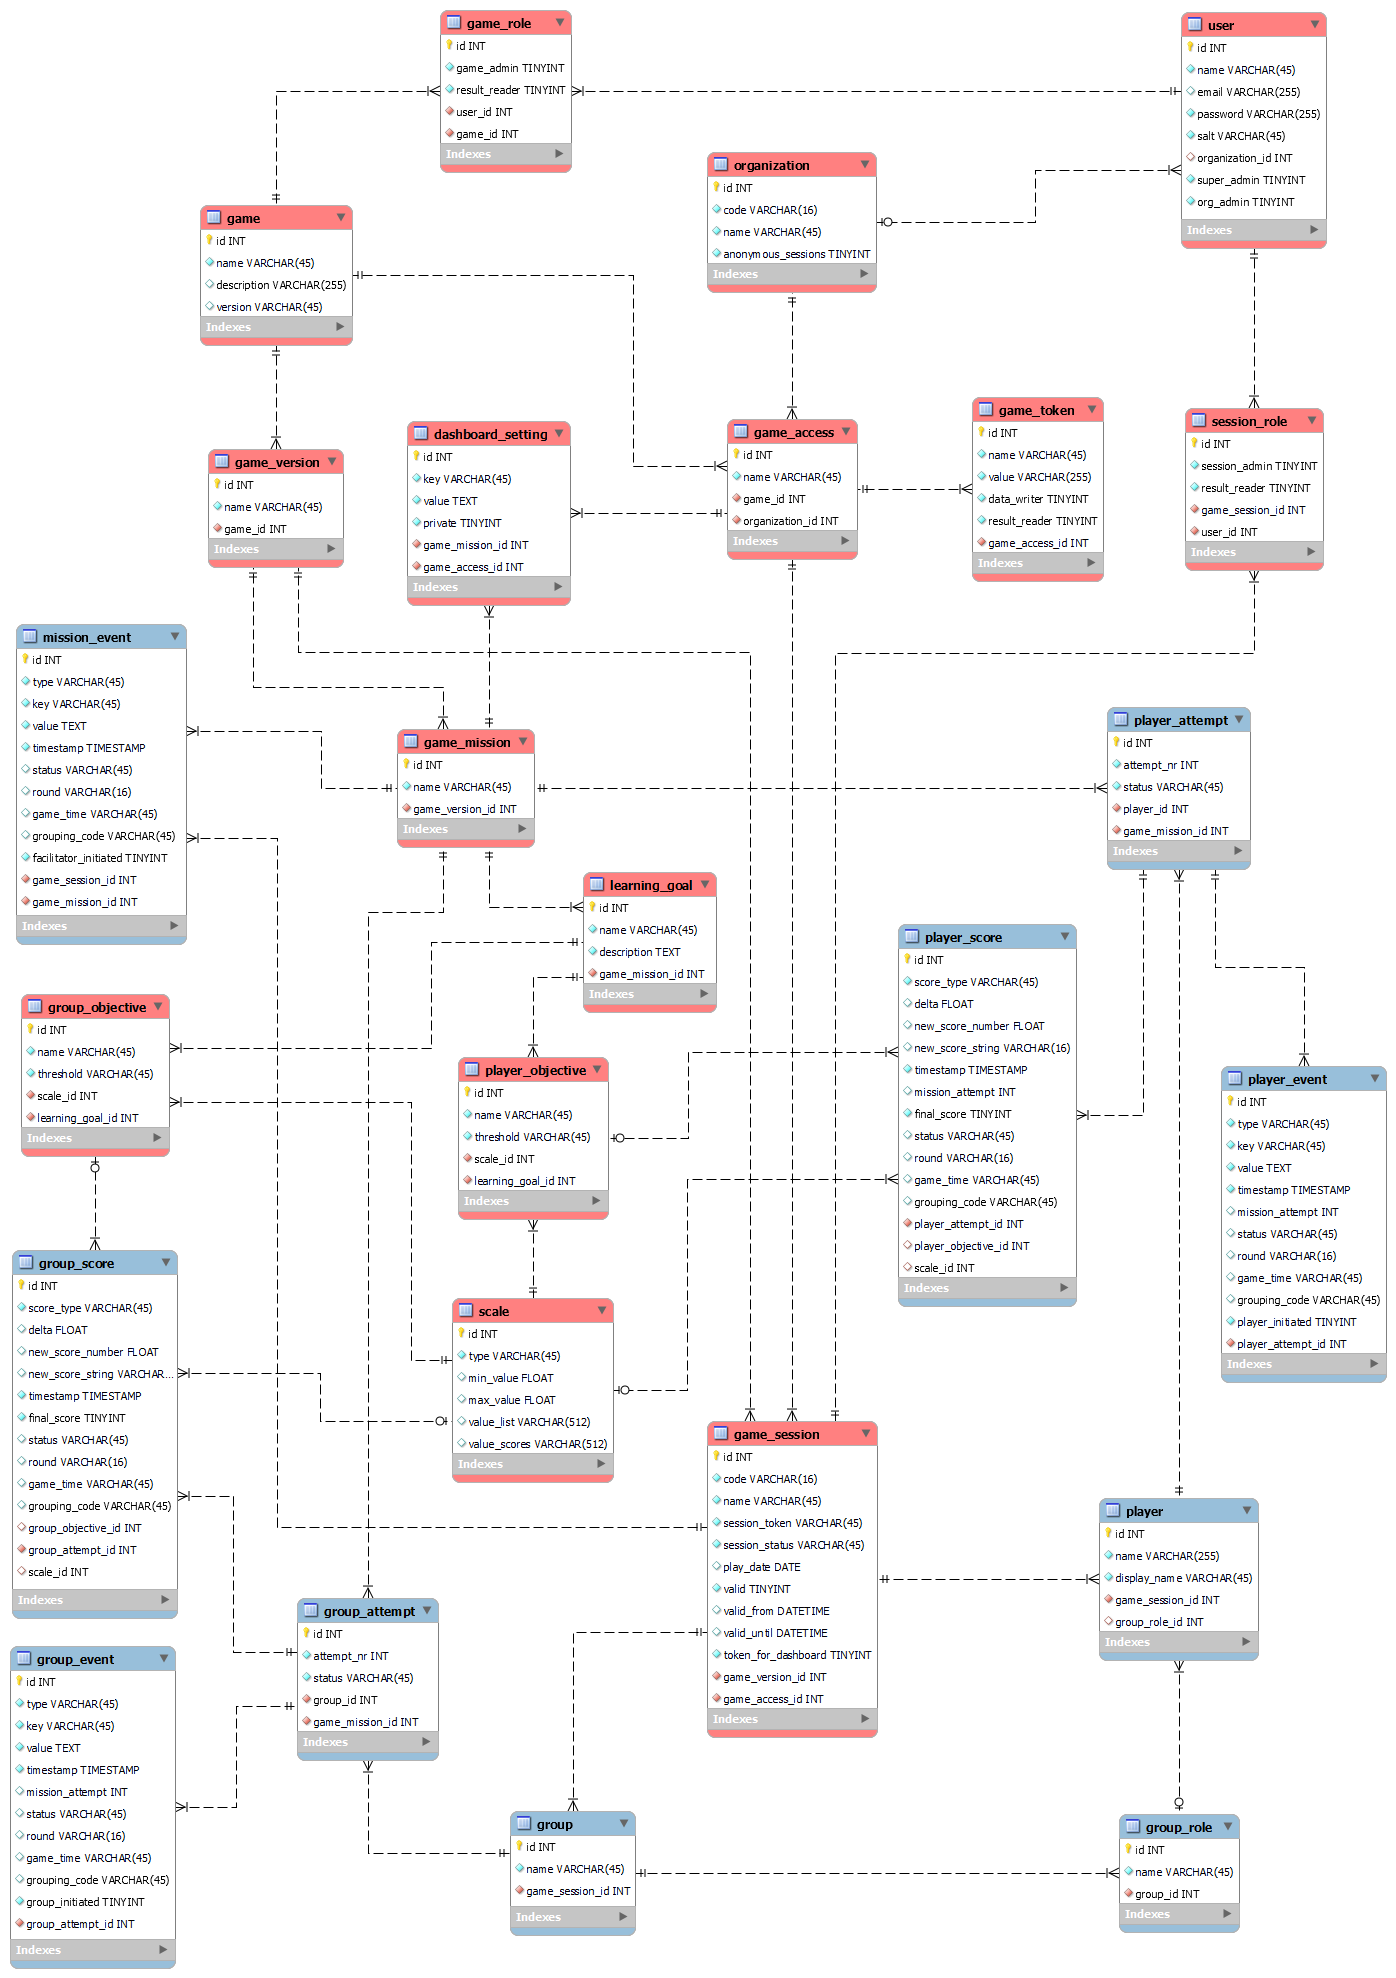 game_role
id INT
game_admin TINYINT
result_reader TINYINT
user_id INT
game_id INT
Indexes
user
id INT
name VARCHAR(45)
email VARCHAR(255)
password VARCHAR(255)
salt VARCHAR(45)
organization_id INT
super_admin TINYINT
org_admin TINYINT
Indexes
organization
id INT
code VARCHAR(16)
name VARCHAR(45)
anonymous_sessions TINYINT
Indexes
game
id INT
name VARCHAR(45)
description VARCHAR(255)
version VARCHAR(45)
Indexes
game_version
id INT
name VARCHAR(45)
game_id INT
Indexes
dashboard_setting
id INT
key VARCHAR(45)
value TEXT
private TINYINT
game_mission_id INT
game_access_id INT
Indexes
game_access
id INT
name VARCHAR(45)
game_id INT
organization_id INT
Indexes
game_token
id INT
name VARCHAR(45)
value VARCHAR(255)
data_writer TINYINT
result_reader TINYINT
game_access_id INT
Indexes
session_role
id INT
session_admin TINYINT
result_reader TINYINT
game_session_id INT
user_id INT
Indexes
mission_event
id INT
type VARCHAR(45)
key VARCHAR(45)
value TEXT
timestamp TIMESTAMP
status VARCHAR(45)
round VARCHAR(16)
game_time VARCHAR(45)
grouping_code VARCHAR(45)
facilitator_initiated TINYINT
game_session_id INT
game_mission_id INT
Indexes
game_mission
id INT
name VARCHAR(45)
game_version_id INT
Indexes
player_attempt
id INT
attempt_nr INT
status VARCHAR(45)
player_id INT
game_mission_id INT
Indexes
learning_goal
id INT
name VARCHAR(45)
description TEXT
game_mission_id INT
Indexes
player_score
id INT
score_type VARCHAR(45)
delta FLOAT
new_score_number FLOAT
new_score_string VARCHAR(16)
timestamp TIMESTAMP
mission_attempt INT
final_score TINYINT
status VARCHAR(45)
round VARCHAR(16)
game_time VARCHAR(45)
grouping_code VARCHAR(45)
player_attempt_id INT
player_objective_id INT
scale_id INT
Indexes
group_objective
id INT
name VARCHAR(45)
threshold VARCHAR(45)
scale_id INT
learning_goal_id INT
Indexes
player_objective
id INT
name VARCHAR(45)
threshold VARCHAR(45)
scale_id INT
learning_goal_id INT
Indexes
player_event
id INT
type VARCHAR(45)
key VARCHAR(45)
value TEXT
timestamp TIMESTAMP
mission_attempt INT
status VARCHAR(45)
round VARCHAR(16)
game_time VARCHAR(45)
grouping_code VARCHAR(45)
player_initiated TINYINT
player_attempt_id INT
Indexes
group_score
id INT
score_type VARCHAR(45)
delta FLOAT
new_score_number FLOAT
new_score_string VARCHAR...
timestamp TIMESTAMP
final_score TINYINT
status VARCHAR(45)
round VARCHAR(16)
game_time VARCHAR(45)
grouping_code VARCHAR(45)
group_objective_id INT
group_attempt_id INT
scale_id INT
Indexes
scale
id INT
type VARCHAR(45)
min_value FLOAT
max_value FLOAT
value_list VARCHAR(512)
value_scores VARCHAR(512)
Indexes
game_session
id INT
code VARCHAR(16)
name VARCHAR(45)
session_token VARCHAR(45)
session_status VARCHAR(45)
play_date DATE
valid TINYINT
valid_from DATETIME
valid_until DATETIME
token_for_dashboard TINYINT
game_version_id INT
game_access_id INT
Indexes
player
id INT
name VARCHAR(255)
display_name VARCHAR(45)
game_session_id INT
group_role_id INT
Indexes
group_attempt
id INT
attempt_nr INT
status VARCHAR(45)
group_id INT
game_mission_id INT
Indexes
group_event
id INT
type VARCHAR(45)
key VARCHAR(45)
value TEXT
timestamp TIMESTAMP
mission_attempt INT
status VARCHAR(45)
round VARCHAR(16)
game_time VARCHAR(45)
grouping_code VARCHAR(45)
group_initiated TINYINT
group_attempt_id INT
Indexes
group
id INT
name VARCHAR(45)
game_session_id INT
Indexes
group_role
id INT
name VARCHAR(45)
group_id INT
Indexes